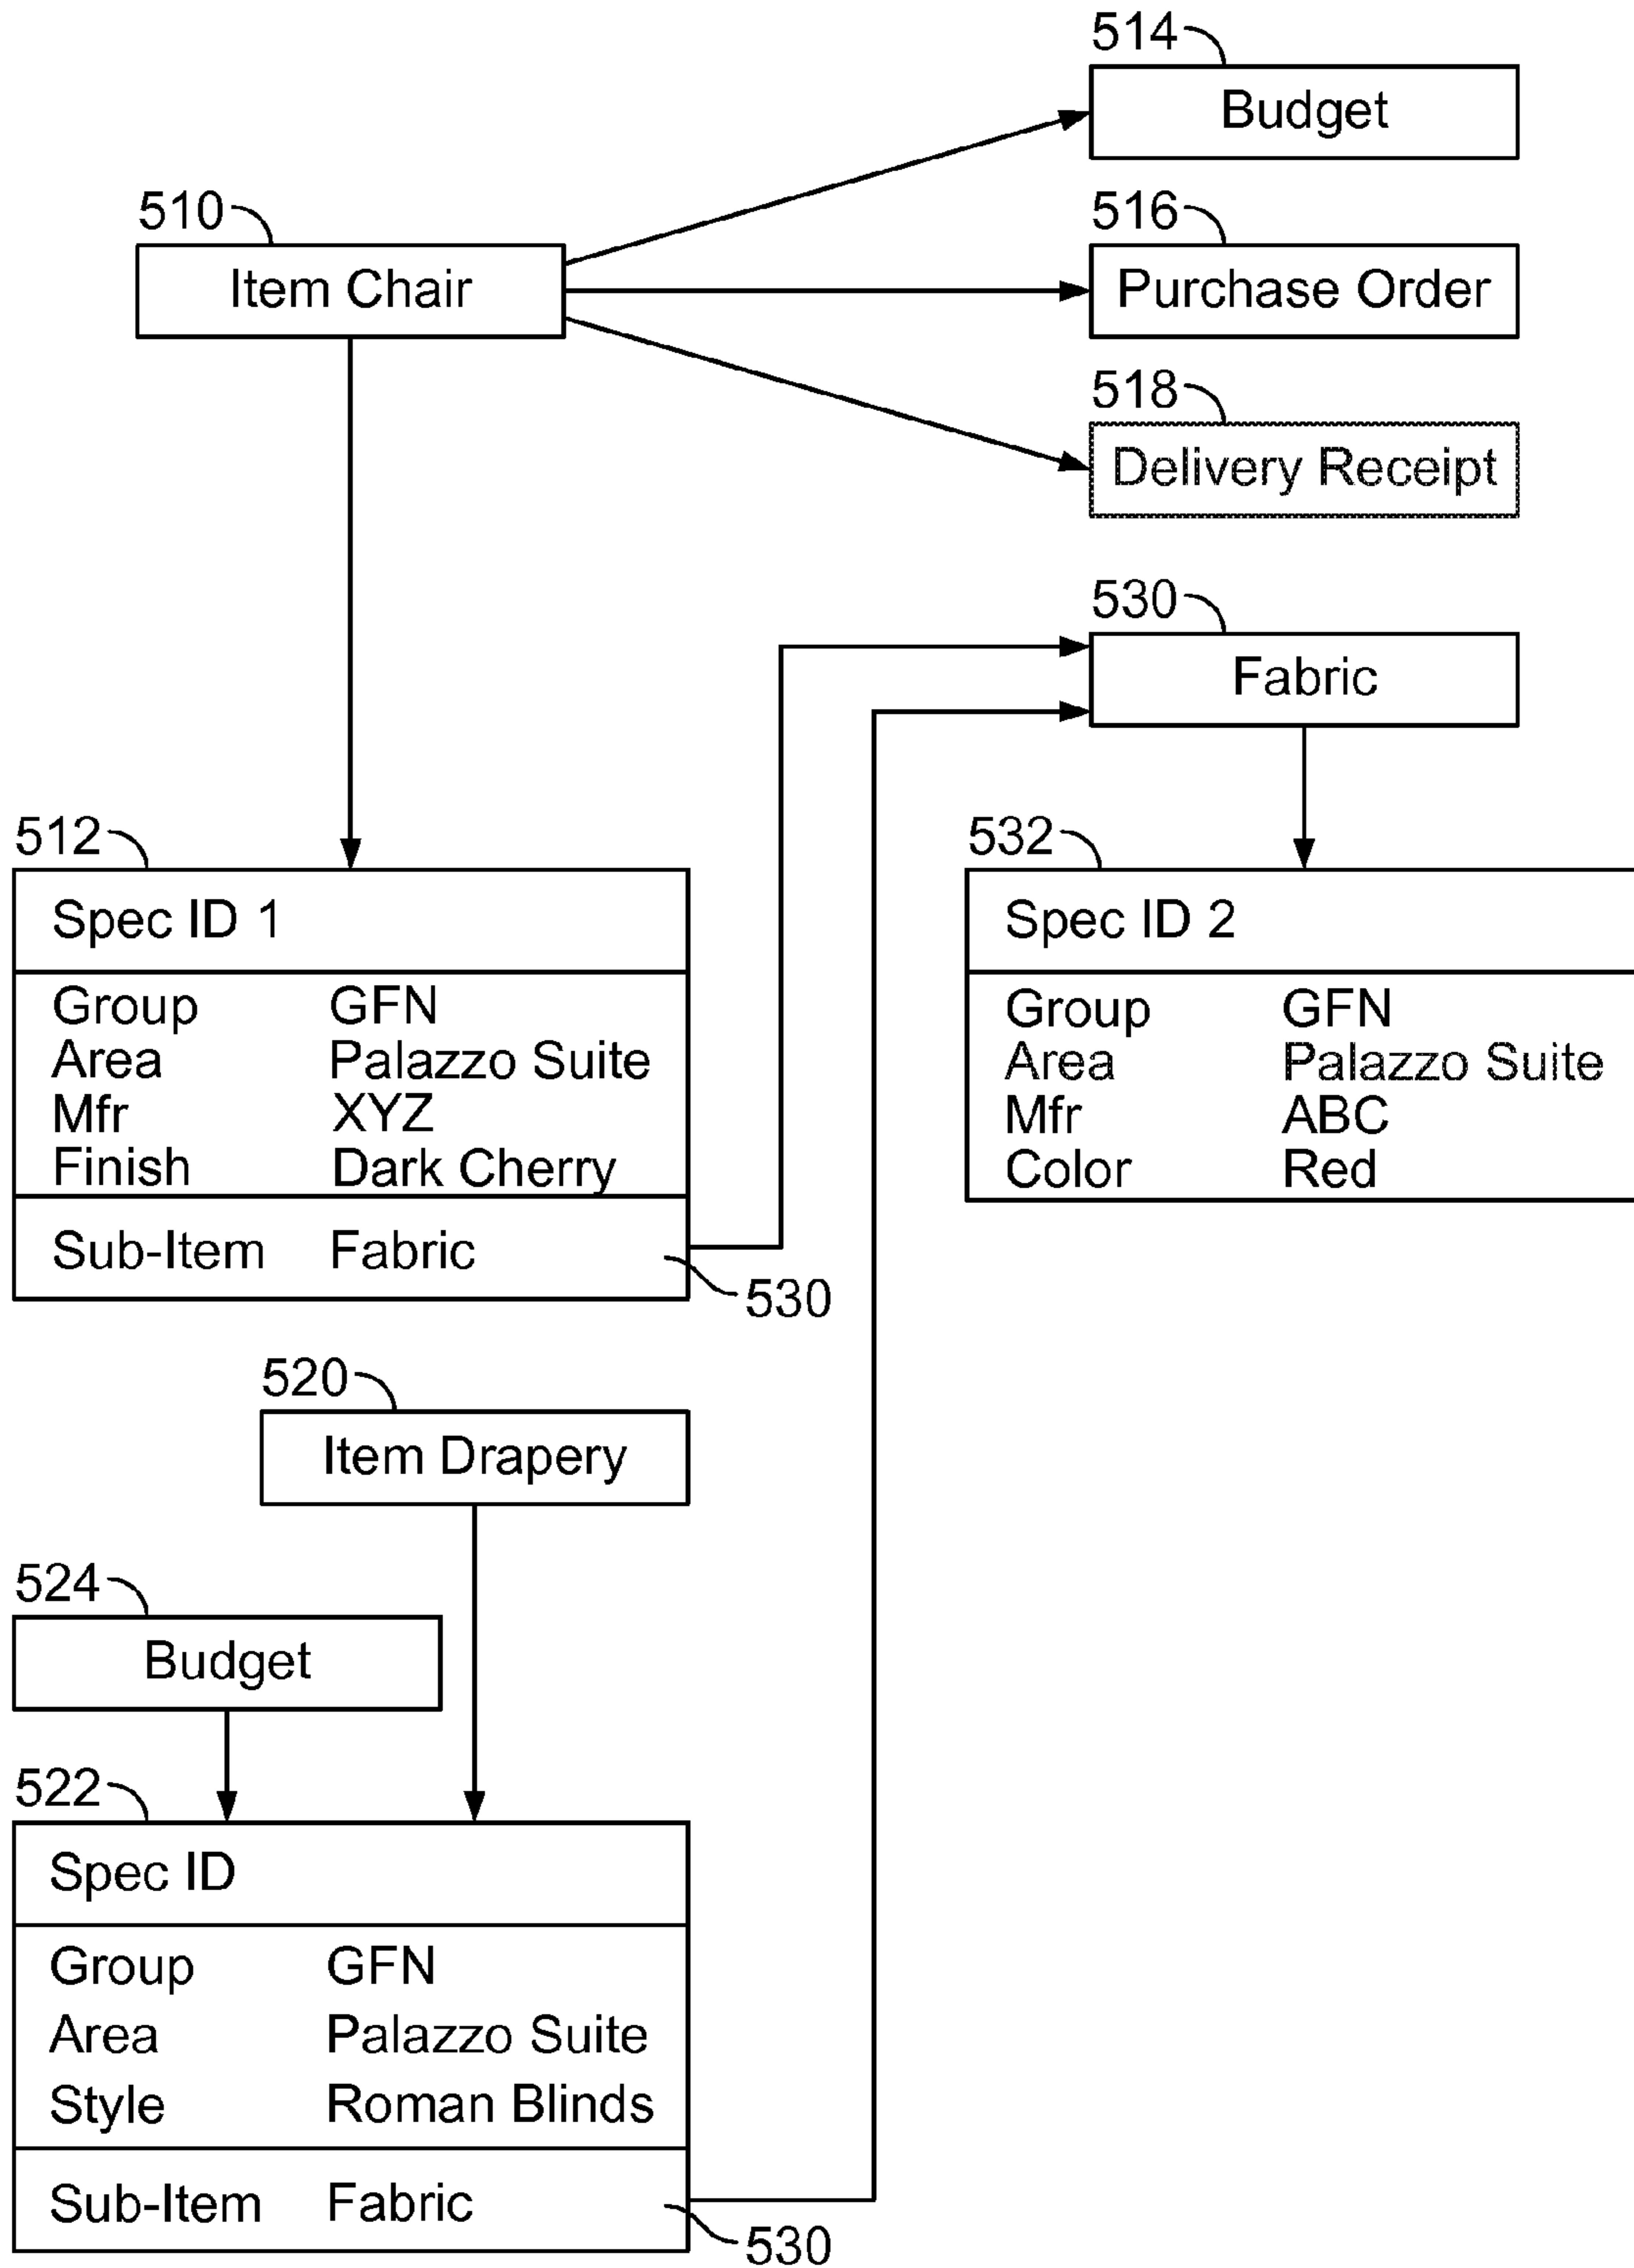 514
Budget
510
Item Chair
516
Purchase Order
518
Delivery Receipt
530
Fabric
512
Spec ID 1
Group GFN
Area Palazzo Suite
Mfr XYZ
Finish Dark Cherry
Sub-Item Fabric
530
532
Spec ID 2
Group GFN
Area Palazzo Suite
Mfr ABC
Color Red
520
Item Drapery
524
Budget
522
Spec ID
Group GFN
Area Palazzo Suite
Style Roman Blinds
Sub-Item Fabric
530